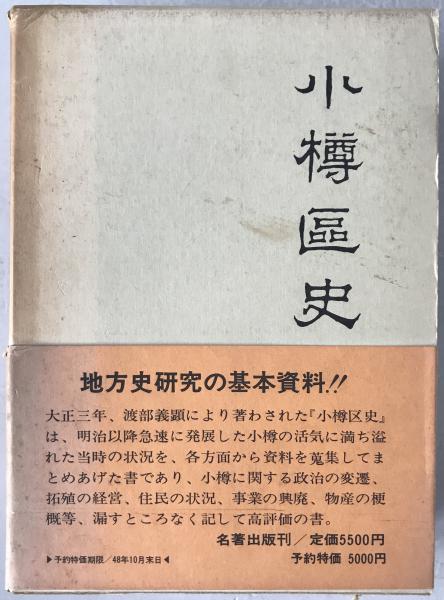 小樽區史
地方史研究の基本資料!!
大正三年、渡部義顕により著わされた『小樽区史』
は、明治以降急速に発展した小樽の活気に満ち溢
れた当時の状況を、各方面から資料を蒐集してま
とめあげた書であり、小樽に関する政治の変遷、
拓殖の経営、住民の状況、事業の興廃、物産の梗
概等、漏すところなく記して高評価の書。
名著出版刊／定価5500円
▶予約特価期限／48年10月末日◀ 予約特価 5000円